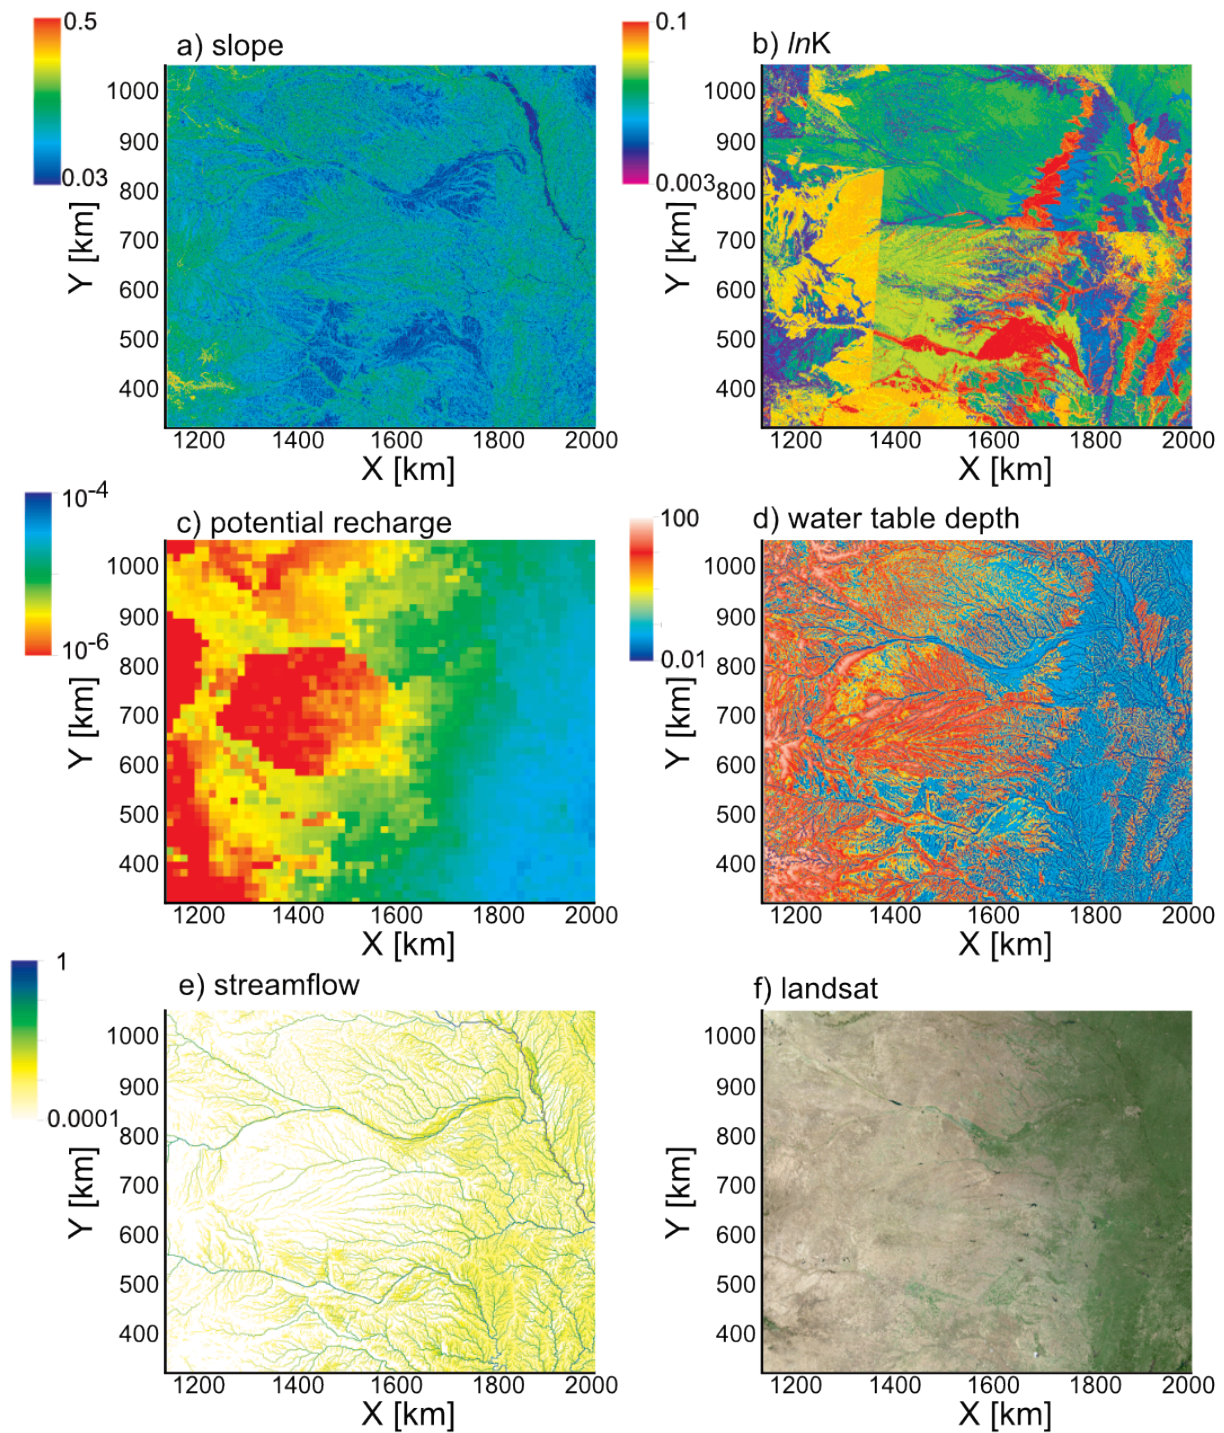 0.5
0.03
a) slope
1000
900
800
700
600
500
400
Y [km]
1200 1400 1600 1800 2000
X [km]
0.1
0.003
b) lnK
1000
900
800
700
600
500
400
Y [km]
1200 1400 1600 1800 2000
X [km]
10-4
10-6
c) potential recharge
1000
900
800
700
600
500
400
Y [km]
1200 1400 1600 1800 2000
X [km]
100
0.01
d) water table depth
1000
900
800
700
600
500
400
Y [km]
1200 1400 1600 1800 2000
X [km]
1
0.0001
e) streamflow
1000
900
800
700
600
500
400
Y [km]
1200 1400 1600 1800 2000
X [km]
f) landsat
1000
900
800
700
600
500
400
Y [km]
1200 1400 1600 1800 2000
X [km]